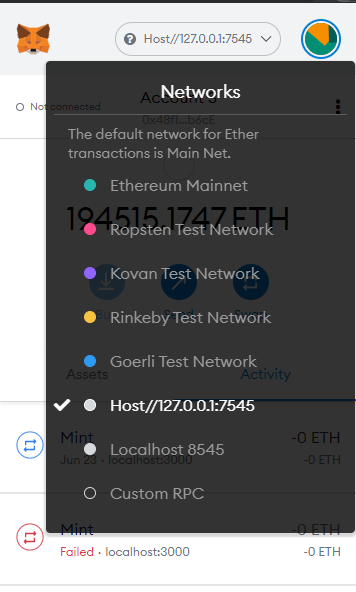 Host//127.0.0.1:7545
Networks
Not connected
Account 3
0x48f1...b6cE
The default network for Ether
transactions is Main Net.
Ethereum Mainnet
194515.1747 ETH
Ropsten Test Network
Kovan Test Network
Buy
Send
Swap
Rinkeby Test Network
Goerli Test Network
Assets
Activity
Host//127.0.0.1:7545
Mint
-0 ETH
Localhost 8545
Jun 23 · localhost:3000
-0 ETH
Custom RPC
Mint
-0 ETH
Failed · localhost:3000
-0 ETH